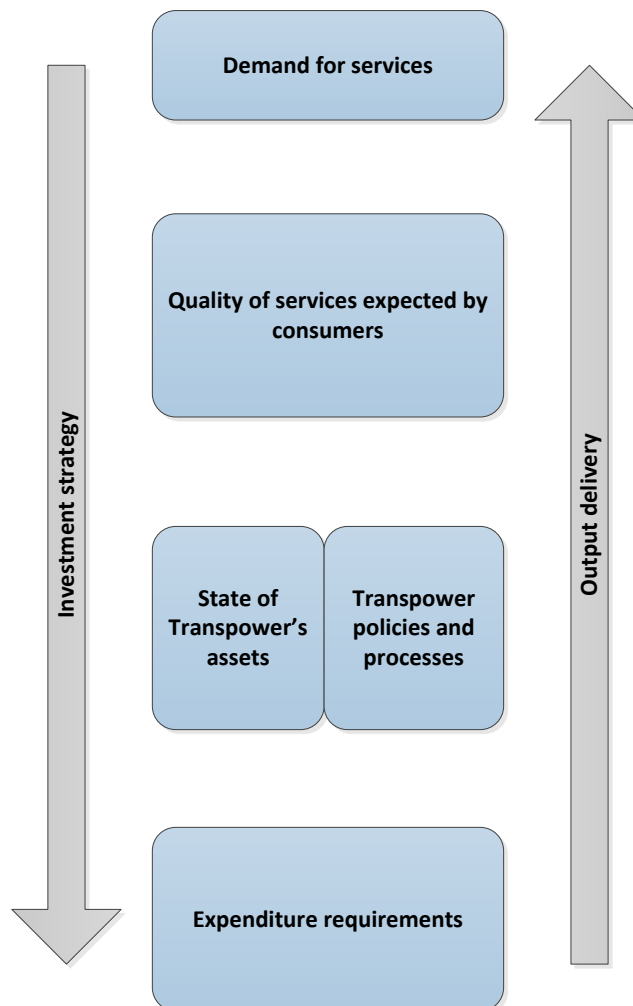 Demand for services
Quality of services expected by
consumers
Investment strategy
Output delivery
State of
Transpower's
assets
Transpower
policies and
processes
Expenditure requirements